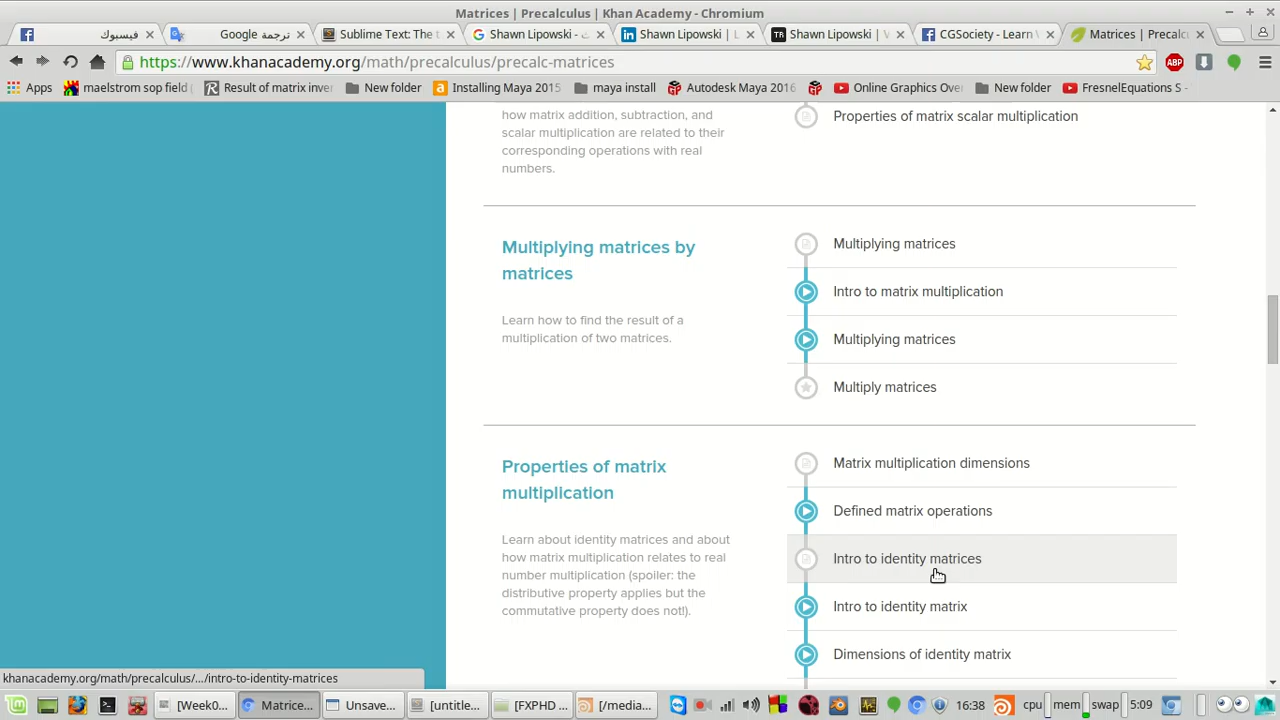 Matrices | Precalculus | Khan Academy - Chromium
فيسبوك
ترجمة Google
Sublime Text: The t
Shawn Lipowski - ث
Shawn Lipowski | L
Shawn Lipowski | V
CGSociety - Learn V
Matrices | Precalc
https://www.khanacademy.org/math/precalculus/precalc-matrices
Apps
maelstrom sop field (
Result of matrix inver
New folder
Installing Maya 2015
maya install
Autodesk Maya 2016
Online Graphics Over
New folder
FresnelEquations S -
how matrix addition, subtraction, and
scalar multiplication are related to their
corresponding operations with real
numbers.
Properties of matrix scalar multiplication
Multiplying matrices by
matrices
Learn how to find the result of a
multiplication of two matrices.
Multiplying matrices
Intro to matrix multiplication
Multiplying matrices
Multiply matrices
Properties of matrix
multiplication
Learn about identity matrices and about
how matrix multiplication relates to real
number multiplication (spoiler: the
distributive property applies but the
commutative property does not!).
Matrix multiplication dimensions
Defined matrix operations
Intro to identity matrices
Intro to identity matrix
Dimensions of identity matrix
khanacademy.org/math/precalculus/.../intro-to-identity-matrices
[Week0...
Matrice...
Unsave...
[untitle...
[FXPHD ...
[/media...
16:38
cpu
mem
swap
5:09